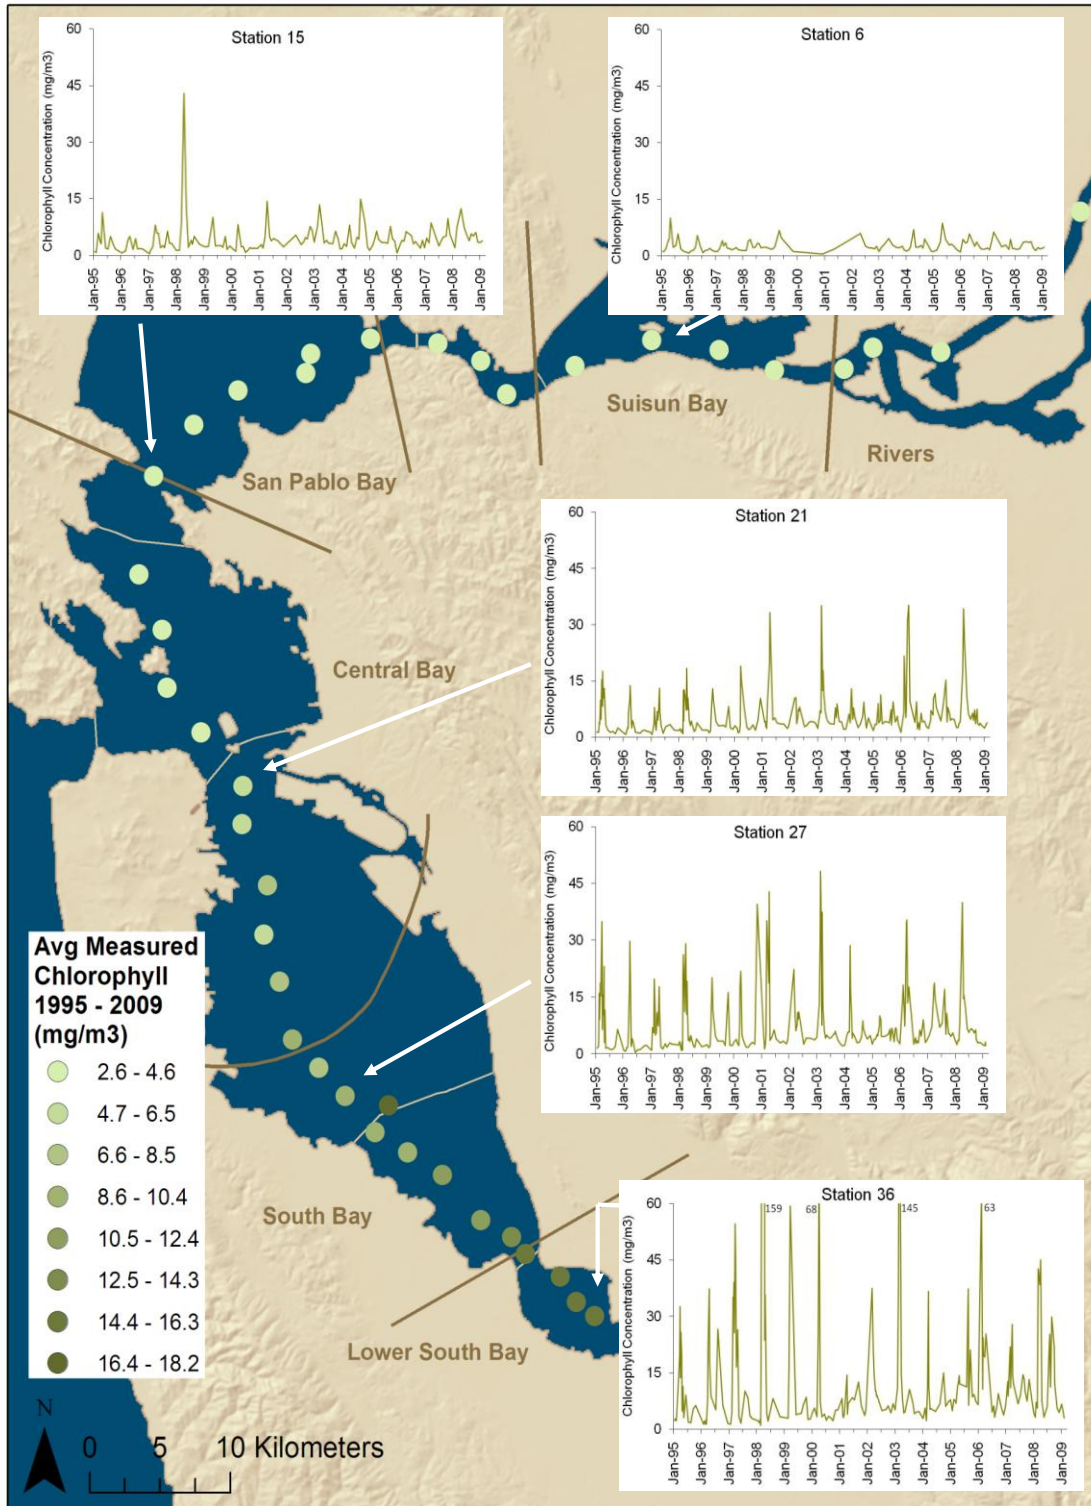 Station 15
Chlorophyll Concentration (mg/m3)
60
45
30
15
0
Jan-95
Jan-96
Jan-97
Jan-98
Jan-99
Jan-00
Jan-01
Jan-02
Jan-03
Jan-04
Jan-05
Jan-06
Jan-07
Jan-08
Jan-09
Station 6
Chlorophyll Concentration (mg/m3)
60
45
30
15
0
Jan-95
Jan-96
Jan-97
Jan-98
Jan-99
Jan-00
Jan-01
Jan-02
Jan-03
Jan-04
Jan-05
Jan-06
Jan-07
Jan-08
Jan-09
Suisun Bay
Rivers
San Pablo Bay
Station 21
Chlorophyll Concentration (mg/m3)
60
45
30
15
0
Jan-95
Jan-96
Jan-97
Jan-98
Jan-99
Jan-00
Jan-01
Jan-02
Jan-03
Jan-04
Jan-05
Jan-06
Jan-07
Jan-08
Jan-09
Central Bay
Station 27
Chlorophyll Concentration (mg/m3)
60
45
30
15
0
Jan-95
Jan-96
Jan-97
Jan-98
Jan-99
Jan-00
Jan-01
Jan-02
Jan-03
Jan-04
Jan-05
Jan-06
Jan-07
Jan-08
Jan-09
Avg Measured
Chlorophyll
1995 - 2009
(mg/m3)
2.6 - 4.6
4.7 - 6.5
6.6 - 8.5
8.6 - 10.4
10.5 - 12.4
12.5 - 14.3
14.4 - 16.3
16.4 - 18.2
South Bay
Lower South Bay
Station 36
Chlorophyll Concentration (mg/m3)
60
45
30
15
0
159
68
145
63
Jan-95
Jan-96
Jan-97
Jan-98
Jan-99
Jan-00
Jan-01
Jan-02
Jan-03
Jan-04
Jan-05
Jan-06
Jan-07
Jan-08
Jan-09
N
0 5 10 Kilometers